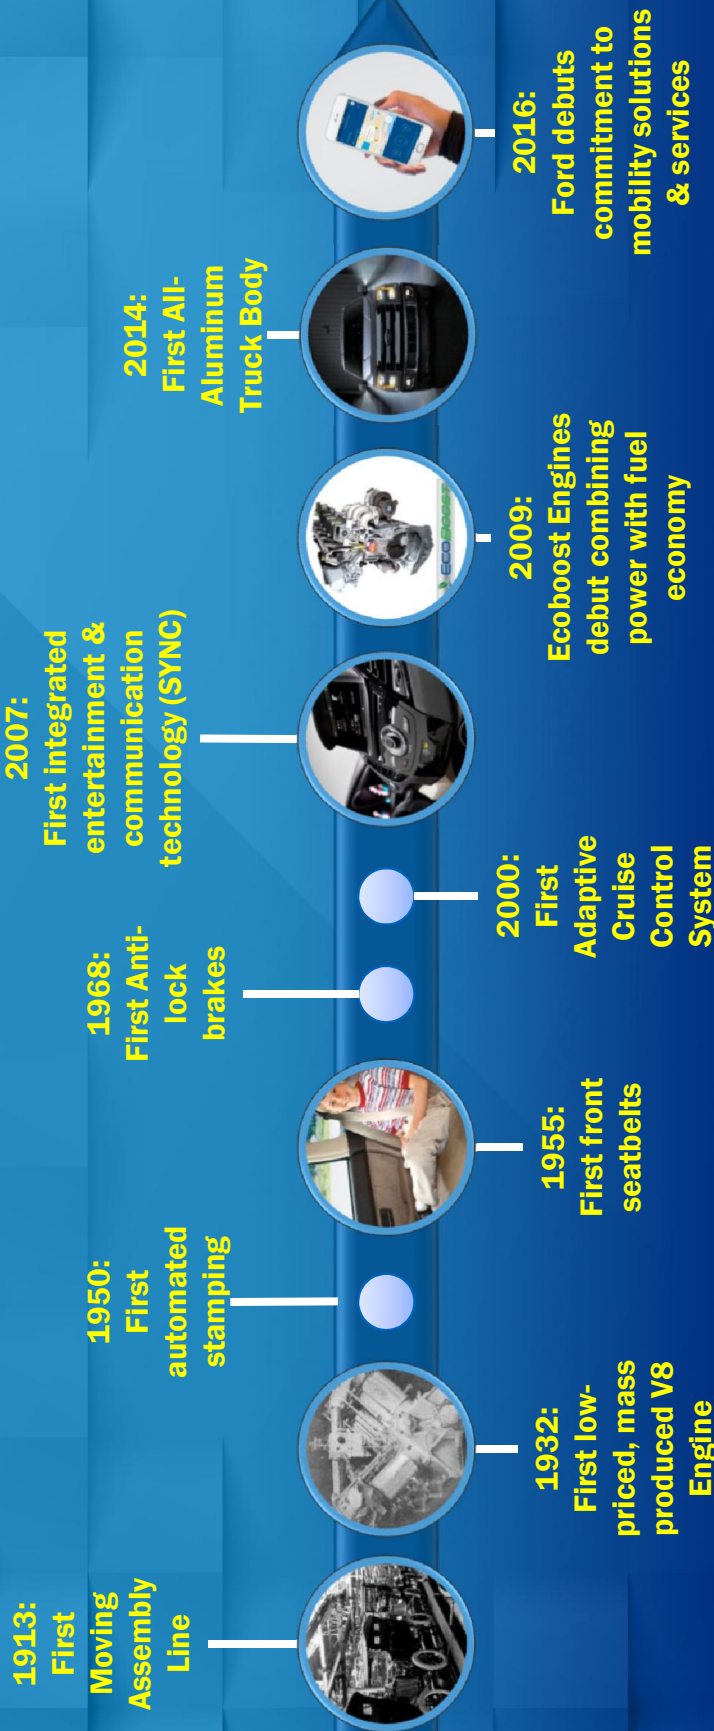 1913:
First
Moving
Assembly
Line
1932:
First low-
priced, mass
produced V8
Engine
1950:
First
automated
stamping
1955:
First front
seatbelts
1968:
First Anti-
lock
brakes
2000:
First
Adaptive
Cruise
Control
System
2007:
First integrated
entertainment &
communication
technology (SYNC)
2009:
Ecoboost Engines
debut combining
power with fuel
economy
ECOBOOST
2014:
First All-
Aluminum
Truck Body
2016:
Ford debuts
commitment to
mobility solutions
& services